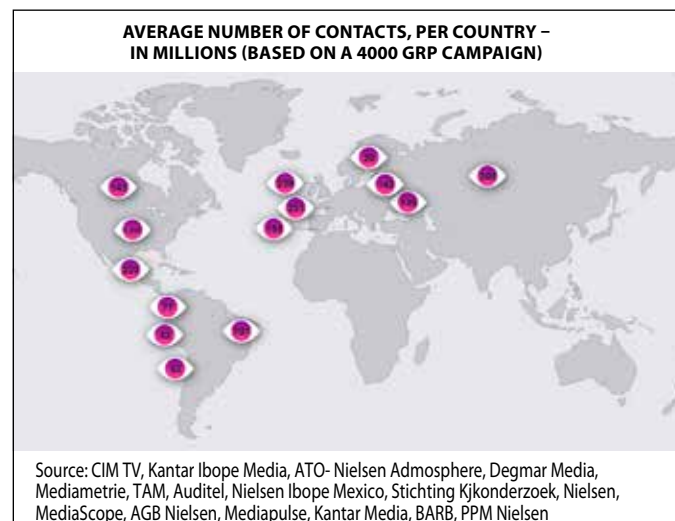 AVERAGE NUMBER OF CONTACTS, PER COUNTRY –
IN MILLIONS (BASED ON A 4000 GRP CAMPAIGN)
Source: CIM TV, Kantar Ibope Media, ATO- Nielsen Admosphere, Degmar Media,
Mediametrie, TAM, Auditel, Nielsen Ibope Mexico, Stichting Kjkonderzoek, Nielsen,
MediaScope, AGB Nielsen, Mediapulse, Kantar Media, BARB, PPM Nielsen